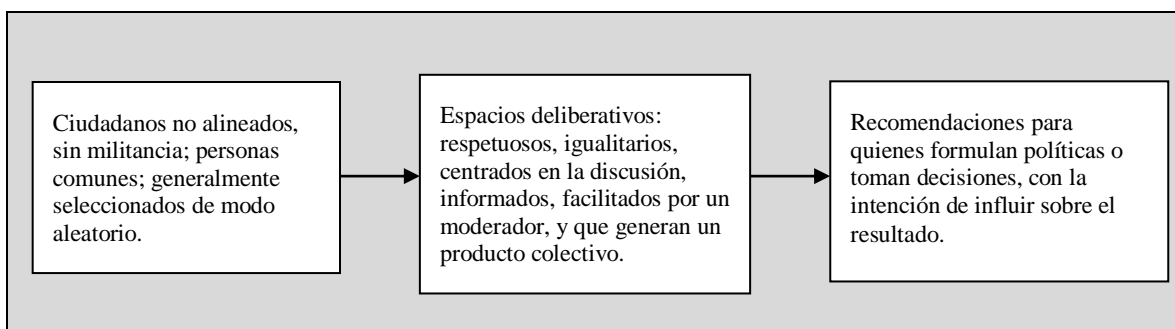 Ciudadanos no alineados,
sin militancia; personas
comunes; generalmente
seleccionados de modo
aleatorio.
Espacios deliberativos:
respetuosos, igualitarios,
centrados en la discusión,
informados, facilitados por un
moderador, y que generan un
producto colectivo.
Recomendaciones para
quienes formulan políticas o
toman decisiones, con la
intención de influir sobre el
resultado.